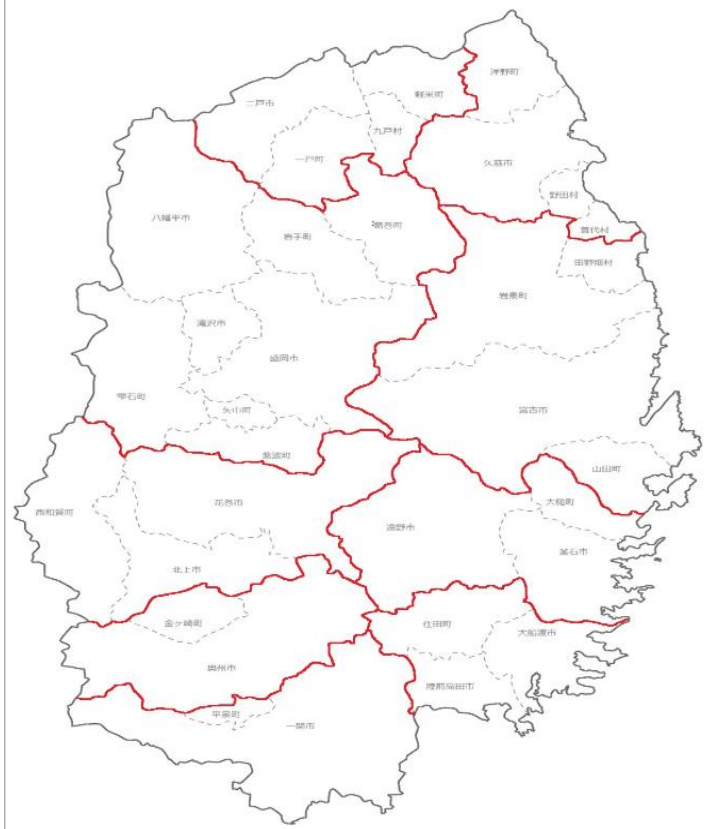 洋野町
軽米町
二戸市
九戸村
一戸町
久慈市
野田村
八幡平市
葛巻町
普代村
岩手町
田野畑村
岩泉町
滝沢市
盛岡市
雫石町
矢巾町
宮古市
紫波町
山田町
花巻市
大槌町
西和賀町
遠野市
釜石市
北上市
金ヶ崎町
住田町
大船渡市
奥州市
陸前高田市
平泉町
一関市